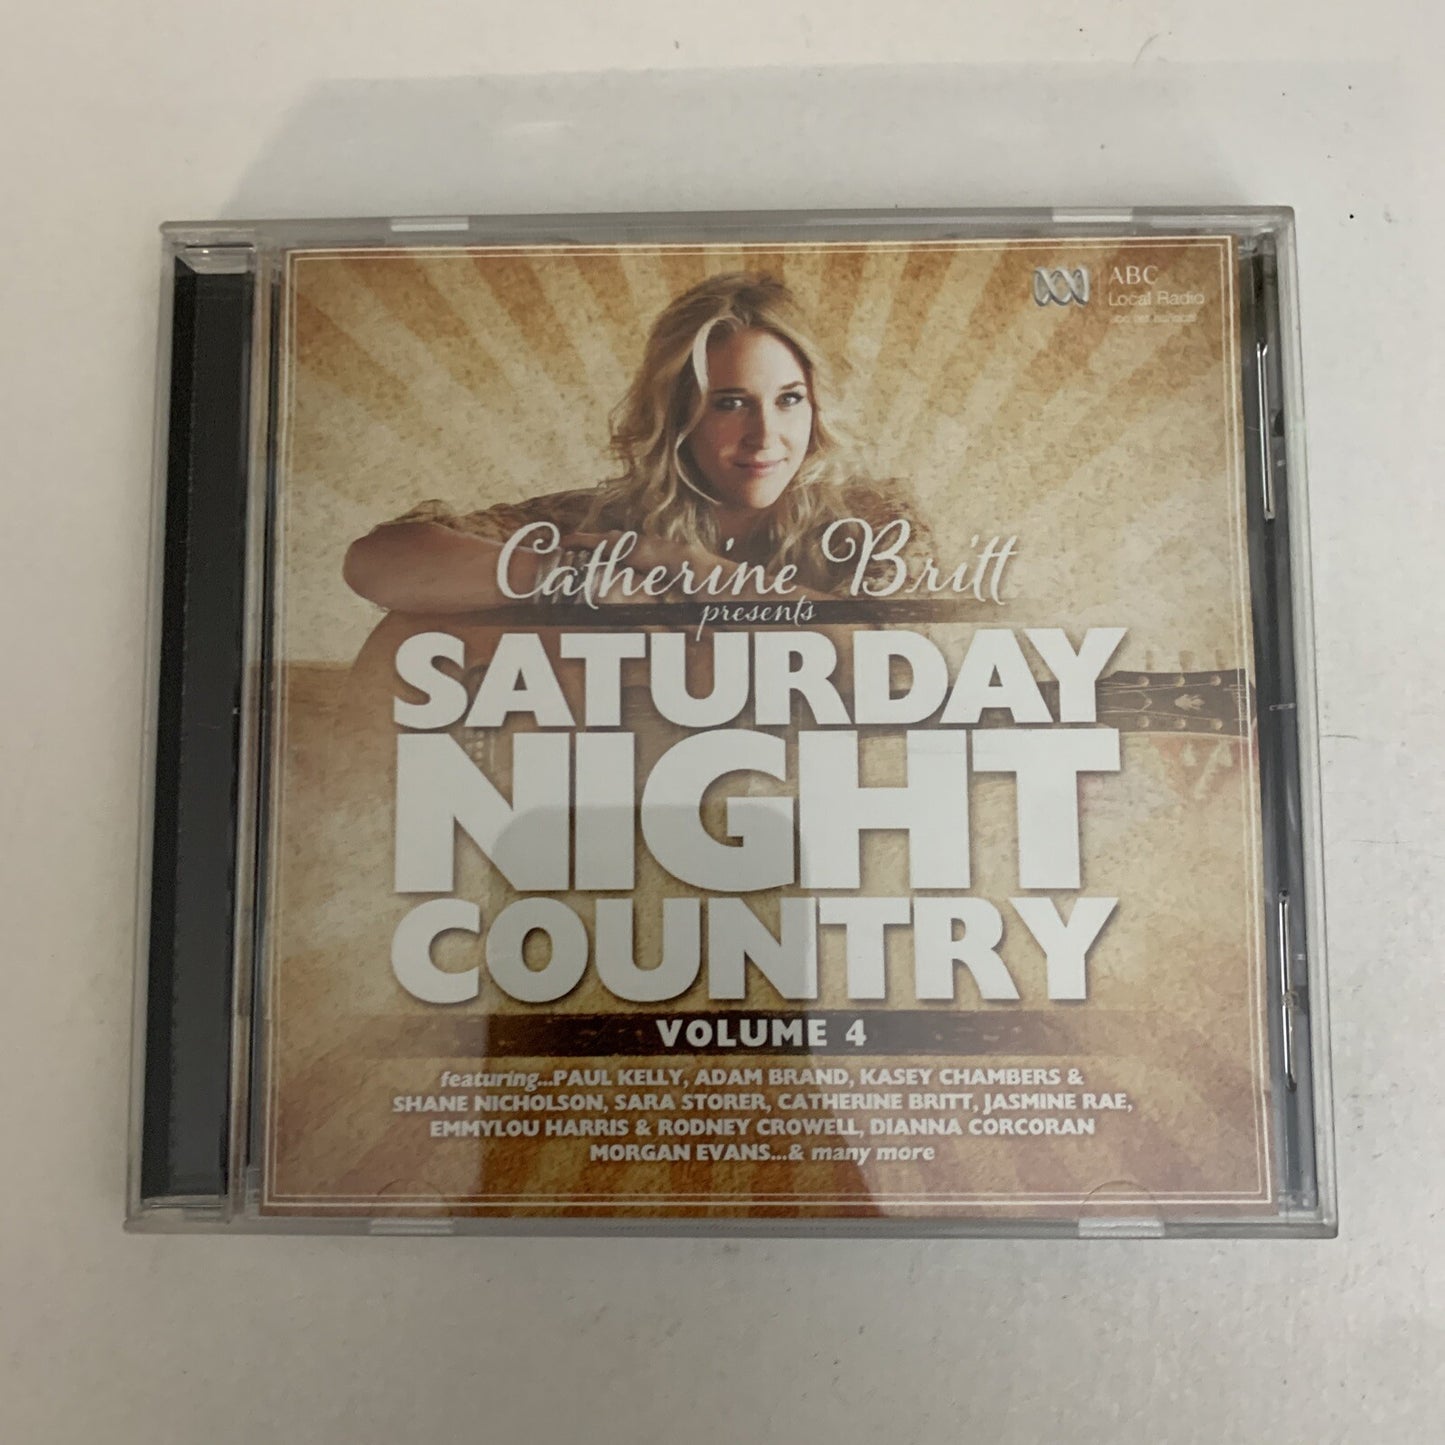 ABC
Local Radio
Catherine Britt
presents
SATURDAY
NIGHT
COUNTRY
VOLUME 4
featuring...PAUL KELLY, ADAM BRAND, KASEY CHAMBERS &
SHANE NICHOLSON, SARA STORER, CATHERINE BRITT, JASMINE RAE,
EMMYLOU HARRIS & RODNEY CROWELL, DIANNA CORCORAN
MORGAN EVANS...& many more